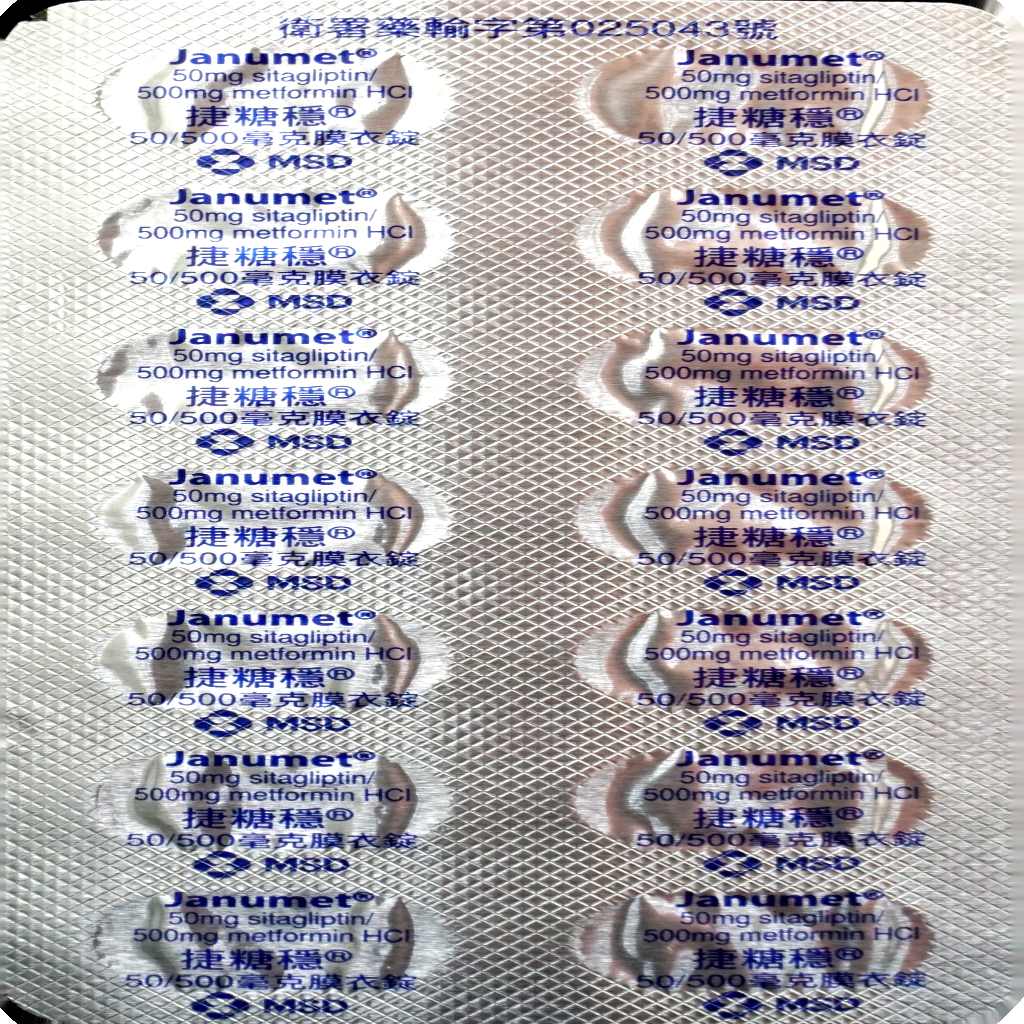 衛署藥輸字第025043號
Janumet® Janumet®
50mg sitagliptin/ 50mg sitagliptin/
500mg metformin HCl 500mg metformin HCl
捷糖穩® 捷糖穩®
50/500毫克膜衣錠 50/500毫克膜衣錠
MSD MSD
Janumet® Janumet®
50mg sitagliptin/ 50mg sitagliptin/
500mg metformin HCl 500mg metformin HCl
捷糖穩® 捷糖穩®
50/500毫克膜衣錠 50/500毫克膜衣錠
MSD MSD
Janumet® Janumet®
50mg sitagliptin/ 50mg sitagliptin/
500mg metformin HCl 500mg metformin HCl
捷糖穩® 捷糖穩®
50/500毫克膜衣錠 50/500毫克膜衣錠
MSD MSD
Janumet® Janumet®
50mg sitagliptin/ 50mg sitagliptin/
500mg metformin HCl 500mg metformin HCl
捷糖穩® 捷糖穩®
50/500毫克膜衣錠 50/500毫克膜衣錠
MSD MSD
Janumet® Janumet®
50mg sitagliptin/ 50mg sitagliptin/
500mg metformin HCl 500mg metformin HCl
捷糖穩® 捷糖穩®
50/500毫克膜衣錠 50/500毫克膜衣錠
MSD MSD
Janumet® Janumet®
50mg sitagliptin/ 50mg sitagliptin/
500mg metformin HCl 500mg metformin HCl
捷糖穩® 捷糖穩®
50/500毫克膜衣錠 50/500毫克膜衣錠
MSD MSD
Janumet® Janumet®
50mg sitagliptin/ 50mg sitagliptin/
500mg metformin HCl 500mg metformin HCl
捷糖穩® 捷糖穩®
50/500毫克膜衣錠 50/500毫克膜衣錠
MSD MSD